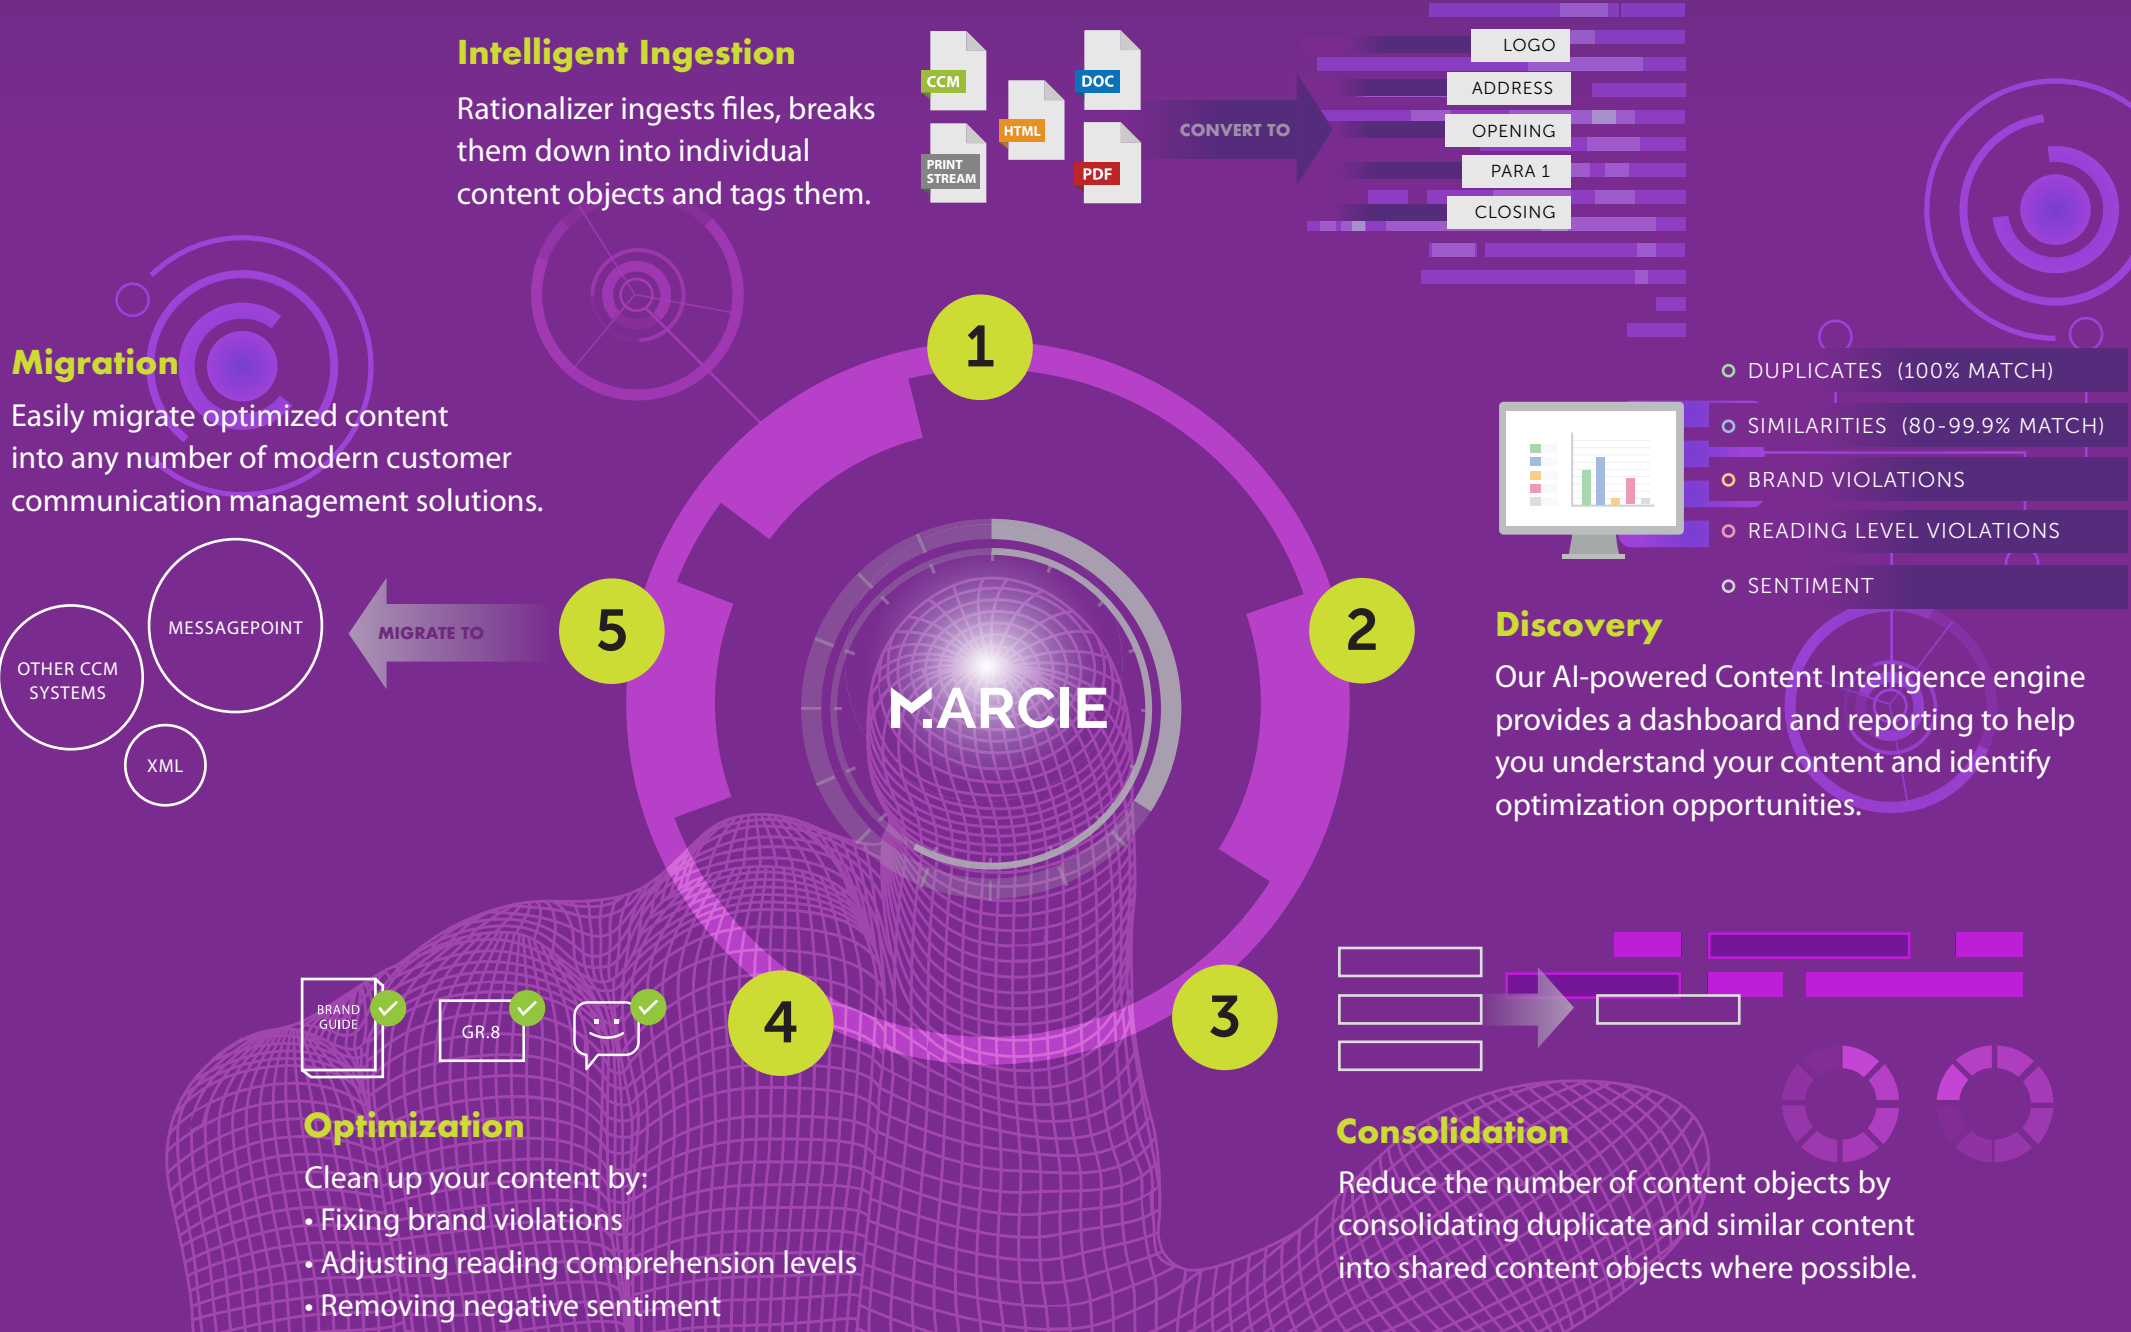 Intelligent Ingestion
Rationalizer ingests files, breaks
them down into individual
content objects and tags them.
CCM
DOC
HTML
PRINT
STREAM
PDF
CONVERT TO
LOGO
ADDRESS
OPENING
PARA 1
CLOSING
1
DUPLICATES (100% MATCH)
SIMILARITIES (80-99.9% MATCH)
BRAND VIOLATIONS
READING LEVEL VIOLATIONS
SENTIMENT
2
Discovery
Our AI-powered Content Intelligence engine
provides a dashboard and reporting to help
you understand your content and identify
optimization opportunities.
MARCIE
3
Consolidation
Reduce the number of content objects by
consolidating duplicate and similar content
into shared content objects where possible.
4
BRAND
GUIDE
GR.8
Optimization
Clean up your content by:
• Fixing brand violations
• Adjusting reading comprehension levels
• Removing negative sentiment
5
Migration
Easily migrate optimized content
into any number of modern customer
communication management solutions.
MIGRATE TO
MESSAGEPOINT
OTHER CCM
SYSTEMS
XML